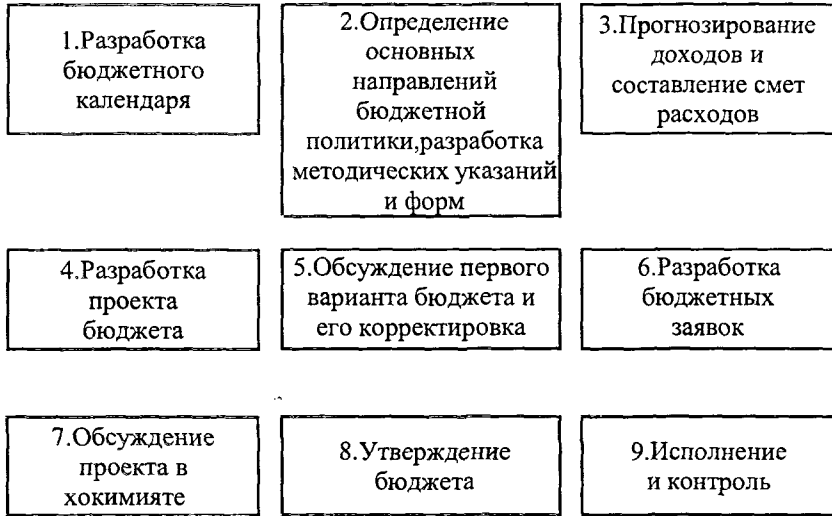 1.Разработка
бюджетного
календаря
2.Определение
основных
направлений
бюджетной
политики,разработка
методических указаний
и форм
3.Прогнозирование
доходов и
составление смет
расходов
4.Разработка
проекта
бюджета
5.Обсуждение первого
варианта бюджета и
его корректировка
6.Разработка
бюджетных
заявок
7.Обсуждение
проекта в
хокимияте
8.Утверждение
бюджета
9.Исполнение
и контроль